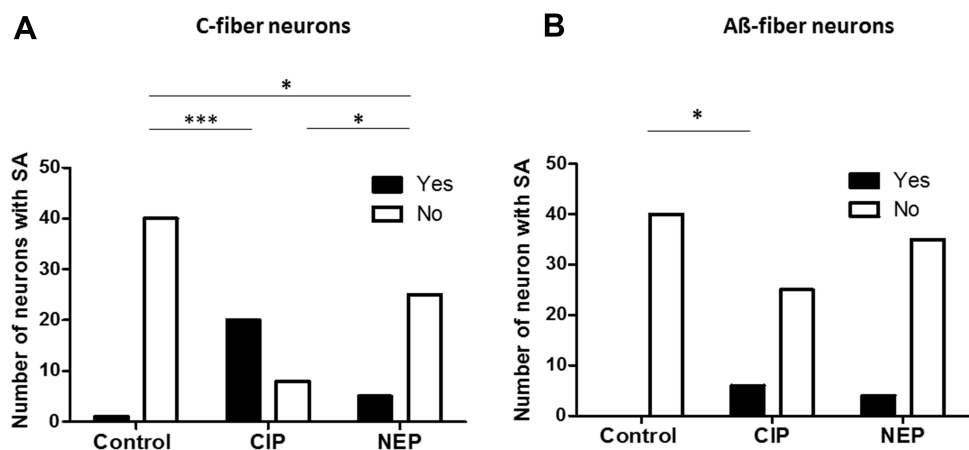 A
C-fiber neurons
*
***
*
Number of neurons with SA
50
40
30
20
10
0
Yes
No
Control
CIP
NEP
B
Aß-fiber neurons
*
Number of neuron with SA
50
40
30
20
10
0
Yes
No
Control
CIP
NEP